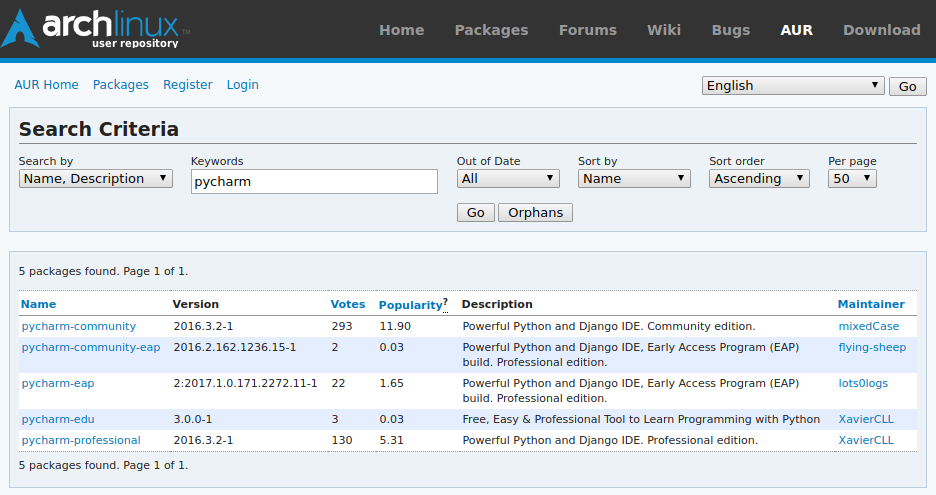 archlinux™
user repository
Home Packages Forums Wiki Bugs AUR Download
AUR Home Packages Register Login
English Go
Search Criteria
Search by Keywords Out of Date Sort by Sort order Per page
Name, Description pycharm All Name Ascending 50
Go Orphans
5 packages found. Page 1 of 1.
Name Version Votes Popularity? Description Maintainer
pycharm-community 2016.3.2-1 293 11.90 Powerful Python and Django IDE. Community edition. mixedCase
pycharm-community-eap 2016.2.162.1236.15-1 2 0.03 Powerful Python and Django IDE, Early Access Program (EAP) flying-sheep
build. Professional edition.
pycharm-eap 2:2017.1.0.171.2272.11-1 22 1.65 Powerful Python and Django IDE, Early Access Program (EAP) lots0logs
build. Professional edition.
pycharm-edu 3.0.0-1 3 0.03 Free, Easy & Professional Tool to Learn Programming with Python XavierCLL
pycharm-professional 2016.3.2-1 130 5.31 Powerful Python and Django IDE. Professional edition. XavierCLL
5 packages found. Page 1 of 1.